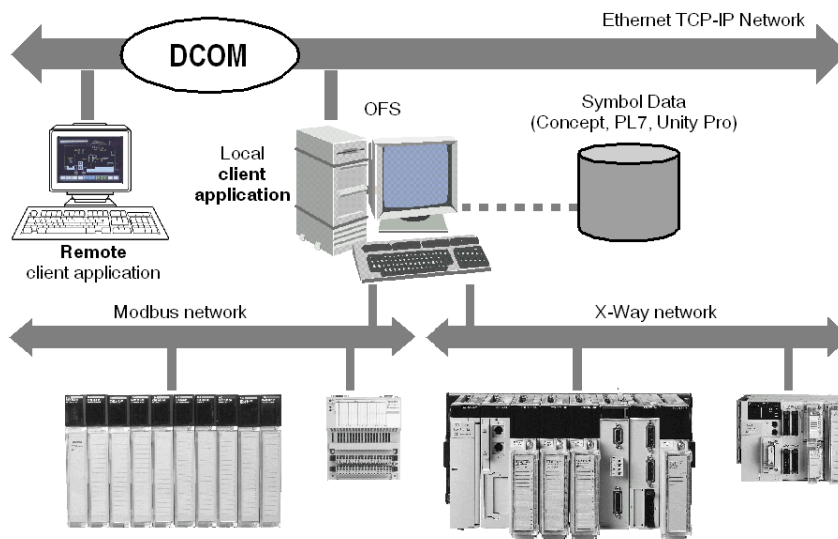 Ethernet TCP-IP Network
DCOM
OFS
Symbol Data
(Concept, PL7, Unity Pro)
Local
client
application
Remote
client application
Modbus network
X-Way network